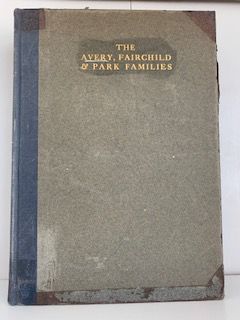 THE
AVERY, FAIRCHILD
& PARK FAMILIES